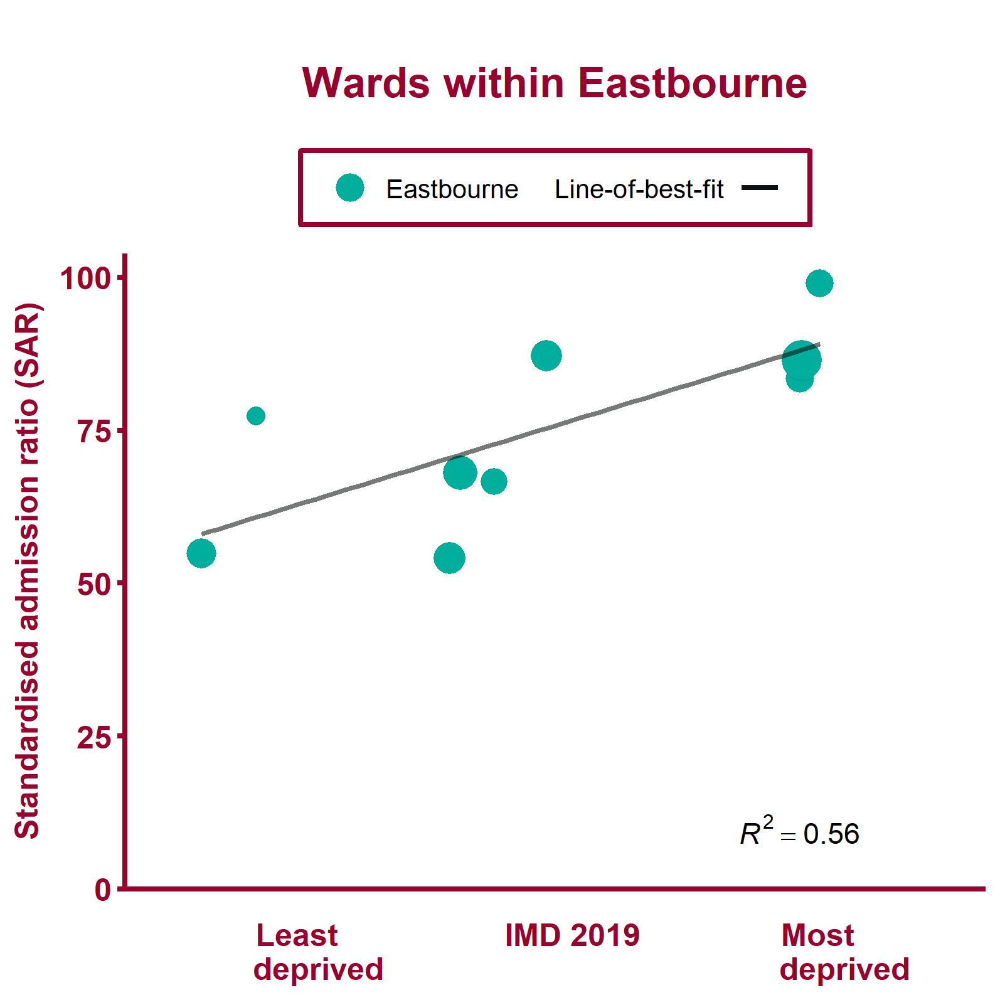 Wards within Eastbourne
Eastbourne Line-of-best-fit
Standardised admission ratio (SAR)
100
75
50
25
0
R² = 0.56
Least deprived
IMD 2019
Most deprived